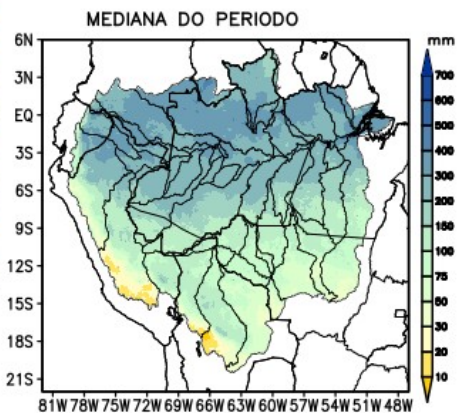 MEDIANA DO PERIODO
mm
6N
3N
EQ
3S
6S
9S
12S
15S
18S
21S
700
600
500
400
300
200
150
100
75
50
30
20
10
81W 78W 75W 72W 69W 66W 63W 60W 57W 54W 51W 48W